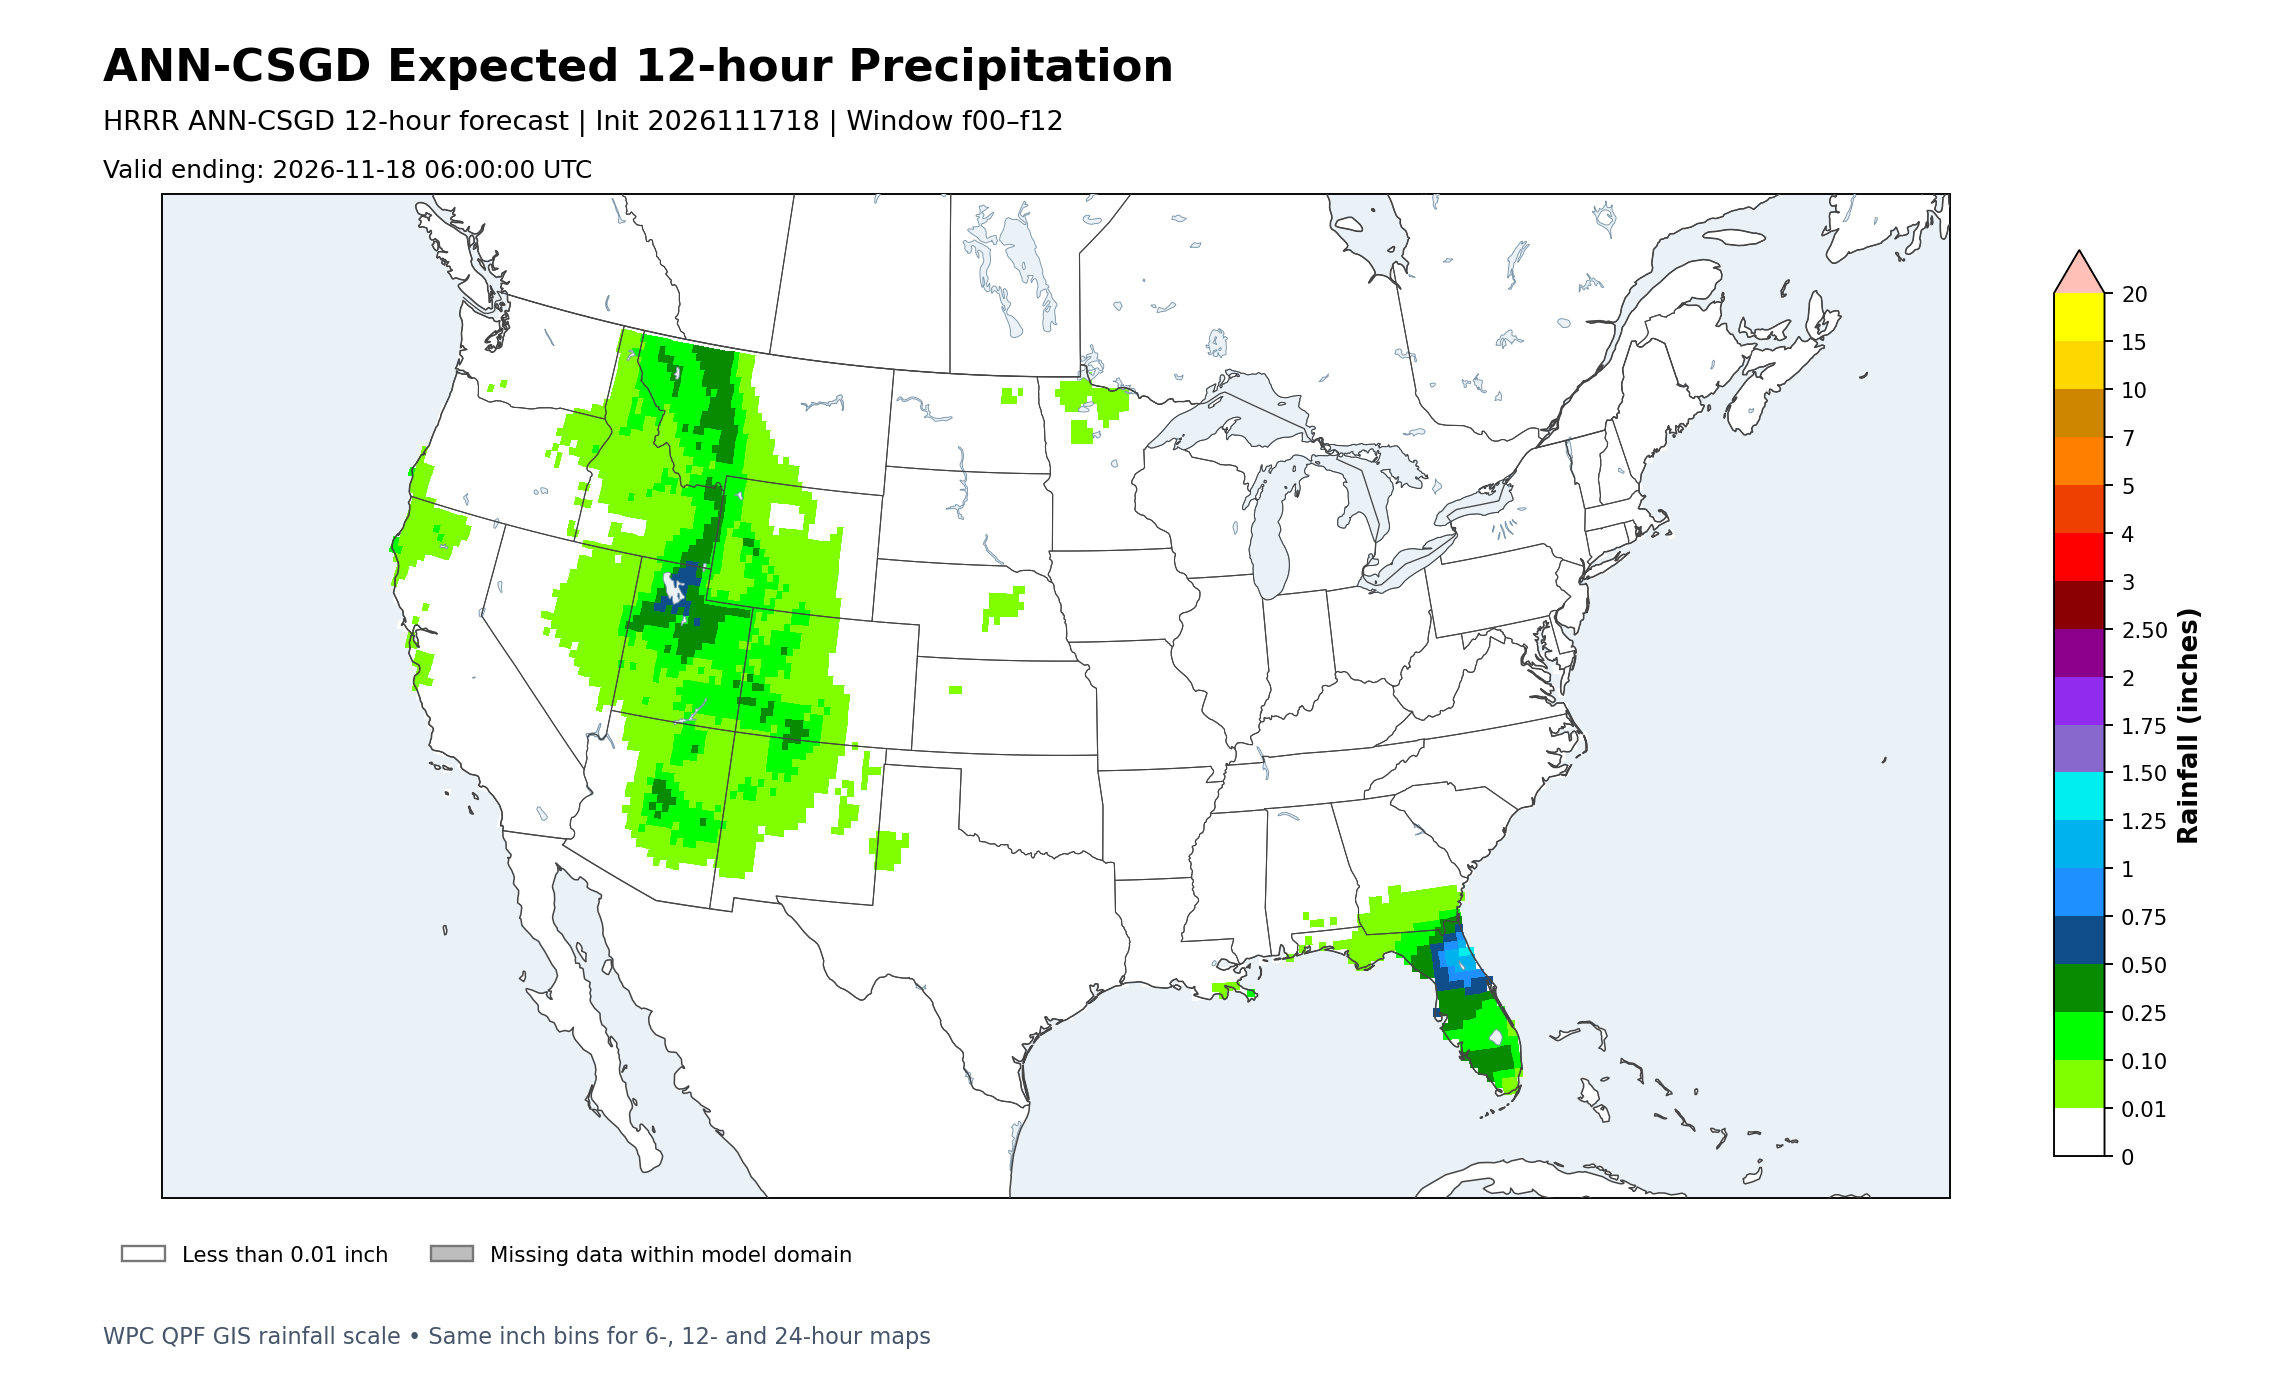 ANN-CSGD Expected 12-hour Precipitation
HRRR ANN-CSGD 12-hour forecast | Init 2026111718 | Window f00–f12
Valid ending: 2026-11-18 06:00:00 UTC
20
15
10
7
5
4
3
2.50
2
1.75
1.50
1.25
1
0.75
0.50
0.25
0.10
0.01
0
Rainfall (inches)
Less than 0.01 inch
Missing data within model domain
WPC QPF GIS rainfall scale • Same inch bins for 6-, 12- and 24-hour maps